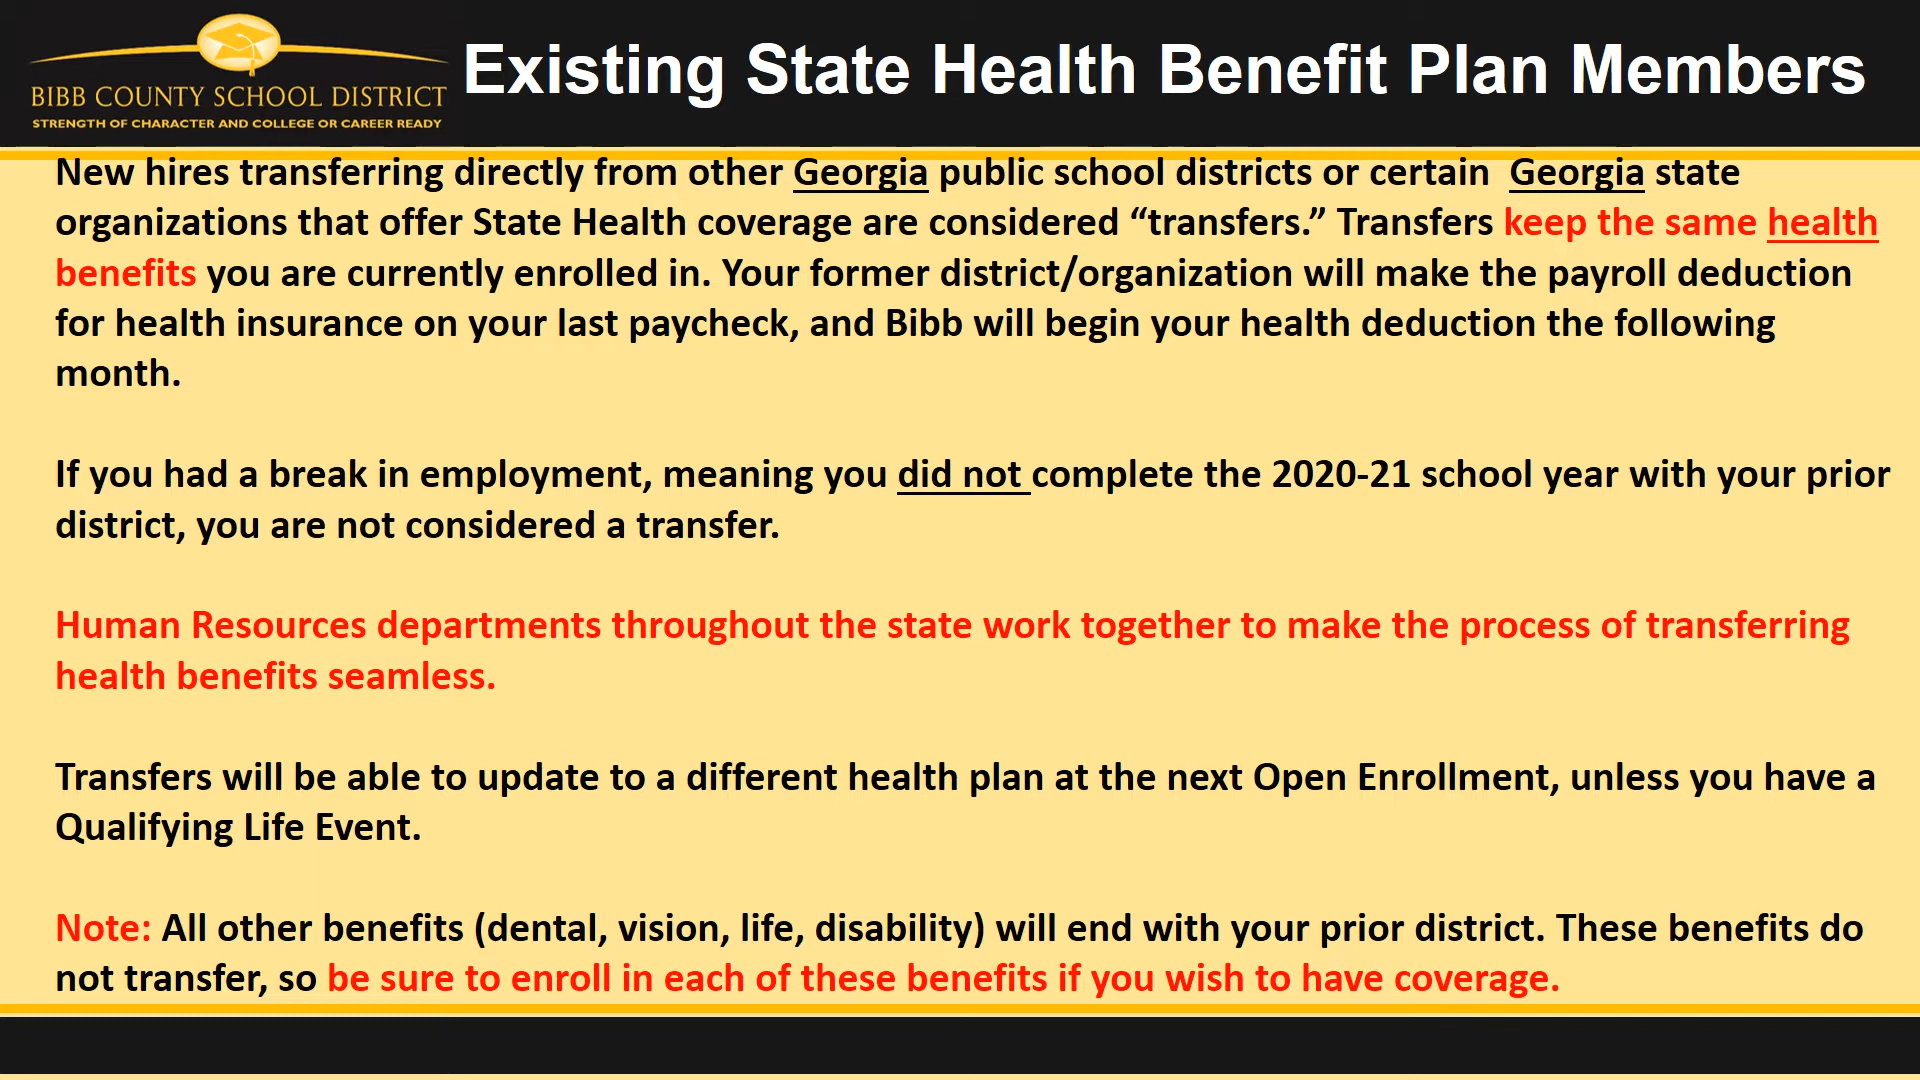 BIBB COUNTY SCHOOL DISTRICT
STRENGTH OF CHARACTER AND COLLEGE OR CAREER READY
Existing State Health Benefit Plan Members
New hires transferring directly from other Georgia public school districts or certain  Georgia state
organizations that offer State Health coverage are considered “transfers.” Transfers keep the same health
benefits you are currently enrolled in. Your former district/organization will make the payroll deduction
for health insurance on your last paycheck, and Bibb will begin your health deduction the following
month.
If you had a break in employment, meaning you did not complete the 2020-21 school year with your prior
district, you are not considered a transfer.
Human Resources departments throughout the state work together to make the process of transferring
health benefits seamless.
Transfers will be able to update to a different health plan at the next Open Enrollment, unless you have a
Qualifying Life Event.
Note: All other benefits (dental, vision, life, disability) will end with your prior district. These benefits do
not transfer, so be sure to enroll in each of these benefits if you wish to have coverage.